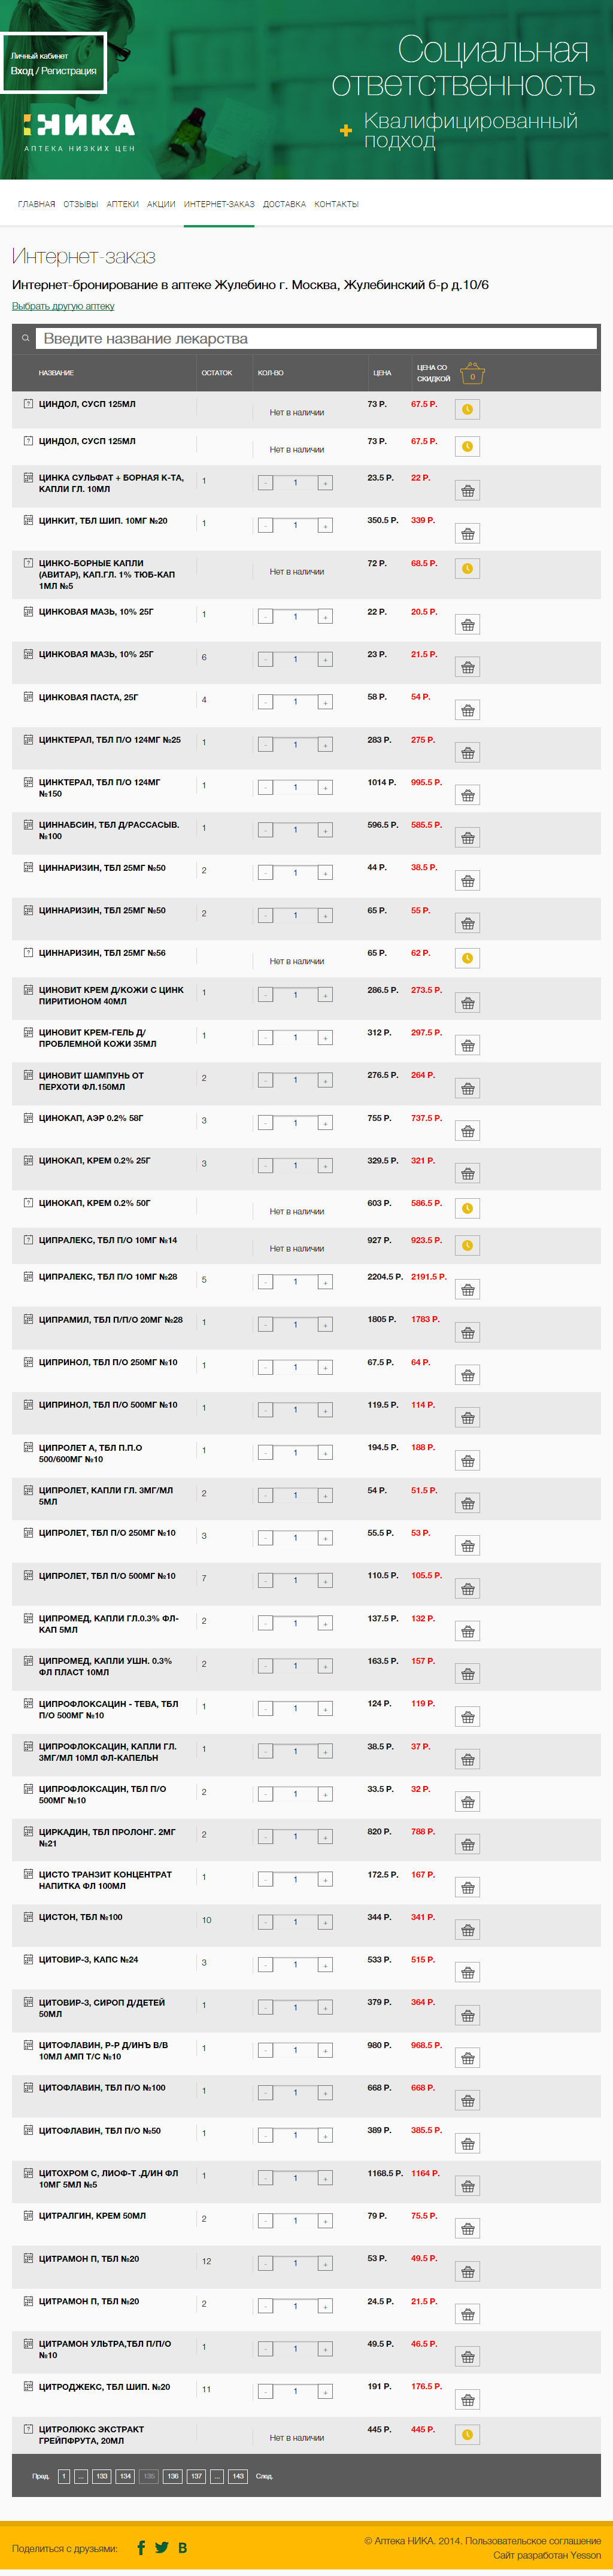 Личный кабинет
Вход / Регистрация
НИКА
АПТЕКА НИЗКИХ ЦЕН
Социальная
ответственность
+ Квалифицированный
подход
ГЛАВНАЯ ОТЗЫВЫ АПТЕКИ АКЦИИ ИНТЕРНЕТ-ЗАКАЗ ДОСТАВКА КОНТАКТЫ
Интернет-заказ
Интернет-бронирование в аптеке Жулебино г. Москва, Жулебинский б-р д.10/6
Выбрать другую аптеку
Введите название лекарства
НАЗВАНИЕ ОСТАТОК КОЛ-ВО ЦЕНА ЦЕНА СО
СКИДКОЙ 0
ЦИНДОЛ, СУСП 125МЛ Нет в наличии 73 Р. 67.5 Р.
ЦИНДОЛ, СУСП 125МЛ Нет в наличии 73 Р. 67.5 Р.
ЦИНКА СУЛЬФАТ + БОРНАЯ К-ТА, 1 - 1 + 23.5 Р. 22 Р.
КАПЛИ ГЛ. 10МЛ
ЦИНКИТ, ТБЛ ШИП. 10МГ №20 1 - 1 + 350.5 Р. 339 Р.
ЦИНКО-БОРНЫЕ КАПЛИ Нет в наличии 72 Р. 68.5 Р.
(АВИТАР), КАП.ГЛ. 1% ТЮБ-КАП
1МЛ №5
ЦИНКОВАЯ МАЗЬ, 10% 25Г 1 - 1 + 22 Р. 20.5 Р.
ЦИНКОВАЯ МАЗЬ, 10% 25Г 6 - 1 + 23 Р. 21.5 Р.
ЦИНКОВАЯ ПАСТА, 25Г 4 - 1 + 58 Р. 54 Р.
ЦИНКТЕРАЛ, ТБЛ П/О 124МГ №25 1 - 1 + 283 Р. 275 Р.
ЦИНКТЕРАЛ, ТБЛ П/О 124МГ 1 - 1 + 1014 Р. 995.5 Р.
№150
ЦИННАБСИН, ТБЛ Д/РАССАСЫВ. 1 - 1 + 596.5 Р. 585.5 Р.
№100
ЦИННАРИЗИН, ТБЛ 25МГ №50 2 - 1 + 44 Р. 38.5 Р.
ЦИННАРИЗИН, ТБЛ 25МГ №50 2 - 1 + 65 Р. 55 Р.
ЦИННАРИЗИН, ТБЛ 25МГ №56 Нет в наличии 65 Р. 62 Р.
ЦИНОВИТ КРЕМ Д/КОЖИ С ЦИНК 1 - 1 + 286.5 Р. 273.5 Р.
ПИРИТИОНОМ 40МЛ
ЦИНОВИТ КРЕМ-ГЕЛЬ Д/ 1 - 1 + 312 Р. 297.5 Р.
ПРОБЛЕМНОЙ КОЖИ 35МЛ
ЦИНОВИТ ШАМПУНЬ ОТ 2 - 1 + 276.5 Р. 264 Р.
ПЕРХОТИ ФЛ.150МЛ
ЦИНОКАП, АЭР 0.2% 58Г 3 - 1 + 755 Р. 737.5 Р.
ЦИНОКАП, КРЕМ 0.2% 25Г 3 - 1 + 329.5 Р. 321 Р.
ЦИНОКАП, КРЕМ 0.2% 50Г Нет в наличии 603 Р. 586.5 Р.
ЦИПРАЛЕКС, ТБЛ П/О 10МГ №14 Нет в наличии 927 Р. 923.5 Р.
ЦИПРАЛЕКС, ТБЛ П/О 10МГ №28 5 - 1 + 2204.5 Р. 2191.5 Р.
ЦИПРАМИЛ, ТБЛ П/П/О 20МГ №28 1 - 1 + 1805 Р. 1783 Р.
ЦИПРИНОЛ, ТБЛ П/О 250МГ №10 1 - 1 + 67.5 Р. 64 Р.
ЦИПРИНОЛ, ТБЛ П/О 500МГ №10 1 - 1 + 119.5 Р. 114 Р.
ЦИПРОЛЕТ А, ТБЛ П.П.О 1 - 1 + 194.5 Р. 188 Р.
500/600МГ №10
ЦИПРОЛЕТ, КАПЛИ ГЛ. 3МГ/МЛ 2 - 1 + 54 Р. 51.5 Р.
5МЛ
ЦИПРОЛЕТ, ТБЛ П/О 250МГ №10 3 - 1 + 55.5 Р. 53 Р.
ЦИПРОЛЕТ, ТБЛ П/О 500МГ №10 7 - 1 + 110.5 Р. 105.5 Р.
ЦИПРОМЕД, КАПЛИ ГЛ.0.3% ФЛ- 2 - 1 + 137.5 Р. 132 Р.
КАП 5МЛ
ЦИПРОМЕД, КАПЛИ УШН. 0.3% 2 - 1 + 163.5 Р. 157 Р.
ФЛ ПЛАСТ 10МЛ
ЦИПРОФЛОКСАЦИН - ТЕВА, ТБЛ 1 - 1 + 124 Р. 119 Р.
П/О 500МГ №10
ЦИПРОФЛОКСАЦИН, КАПЛИ ГЛ. 1 - 1 + 38.5 Р. 37 Р.
3МГ/МЛ 10МЛ ФЛ-КАПЕЛЬН
ЦИПРОФЛОКСАЦИН, ТБЛ П/О 2 - 1 + 33.5 Р. 32 Р.
500МГ №10
ЦИРКАДИН, ТБЛ ПРОЛОНГ. 2МГ 2 - 1 + 820 Р. 788 Р.
№21
ЦИСТО ТРАНЗИТ КОНЦЕНТРАТ 1 - 1 + 172.5 Р. 167 Р.
НАПИТКА ФЛ 100МЛ
ЦИСТОН, ТБЛ №100 10 - 1 + 344 Р. 341 Р.
ЦИТОВИР-3, КАПС №24 3 - 1 + 533 Р. 515 Р.
ЦИТОВИР-3, СИРОП Д/ДЕТЕЙ 1 - 1 + 379 Р. 364 Р.
50МЛ
ЦИТОФЛАВИН, Р-Р Д/ИНЪ В/В 1 - 1 + 980 Р. 968.5 Р.
10МЛ АМП Т/С №10
ЦИТОФЛАВИН, ТБЛ П/О №100 1 - 1 + 668 Р. 668 Р.
ЦИТОФЛАВИН, ТБЛ П/О №50 1 - 1 + 389 Р. 385.5 Р.
ЦИТОХРОМ С, ЛИОФ-Т .Д/ИН ФЛ 1 - 1 + 1168.5 Р. 1164 Р.
10МГ 5МЛ №5
ЦИТРАЛГИН, КРЕМ 50МЛ 2 - 1 + 79 Р. 75.5 Р.
ЦИТРАМОН П, ТБЛ №20 12 - 1 + 53 Р. 49.5 Р.
ЦИТРАМОН П, ТБЛ №20 2 - 1 + 24.5 Р. 21.5 Р.
ЦИТРАМОН УЛЬТРА,ТБЛ П/П/О 1 - 1 + 49.5 Р. 46.5 Р.
№10
ЦИТРОДЖЕКС, ТБЛ ШИП. №20 11 - 1 + 191 Р. 176.5 Р.
ЦИТРОЛЮКС ЭКСТРАКТ Нет в наличии 445 Р. 445 Р.
ГРЕЙПФРУТА, 20МЛ
Пред. 1 ... 133 134 135 136 137 ... 143 След.
Поделиться с друзьями:
© Аптека НИКА. 2014. Пользовательское соглашение
Сайт разработан Yesson